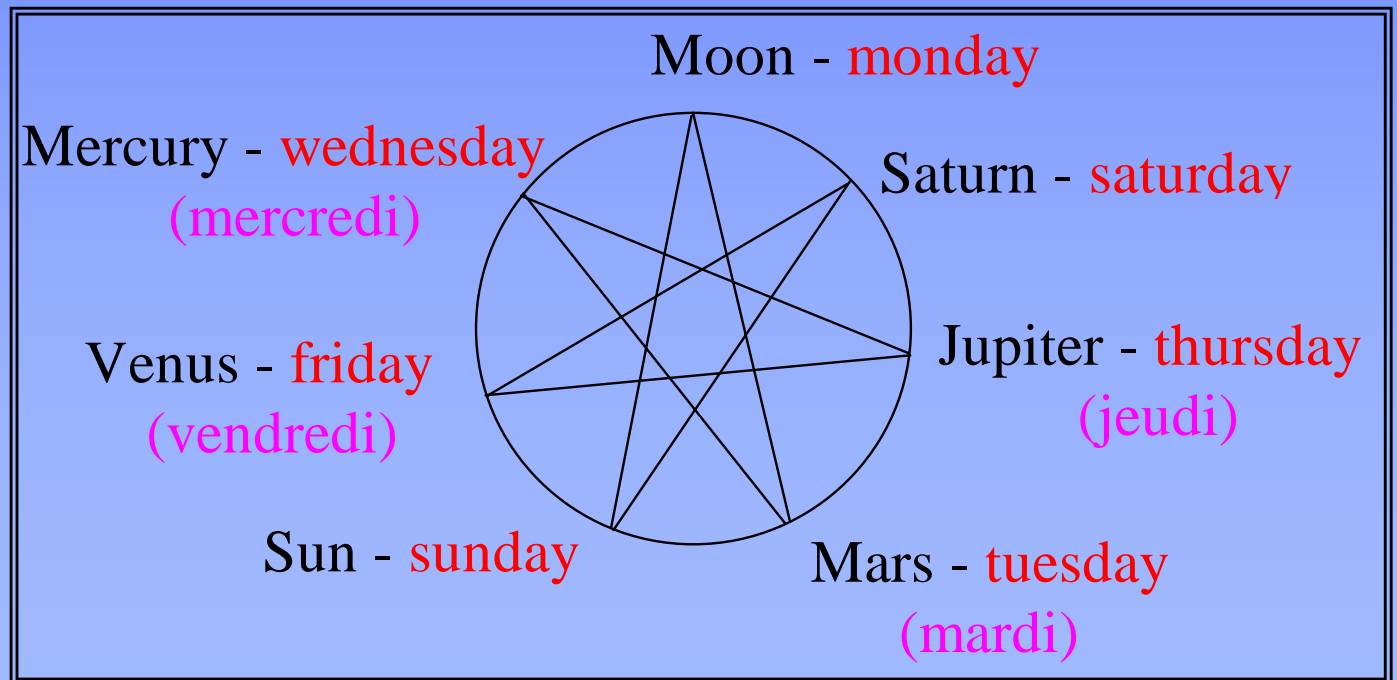 Moon - monday
Mercury - wednesday
(mercredi)
Saturn - saturday
Venus - friday
(vendredi)
Jupiter - thursday
(jeudi)
Sun - sunday
Mars - tuesday
(mardi)